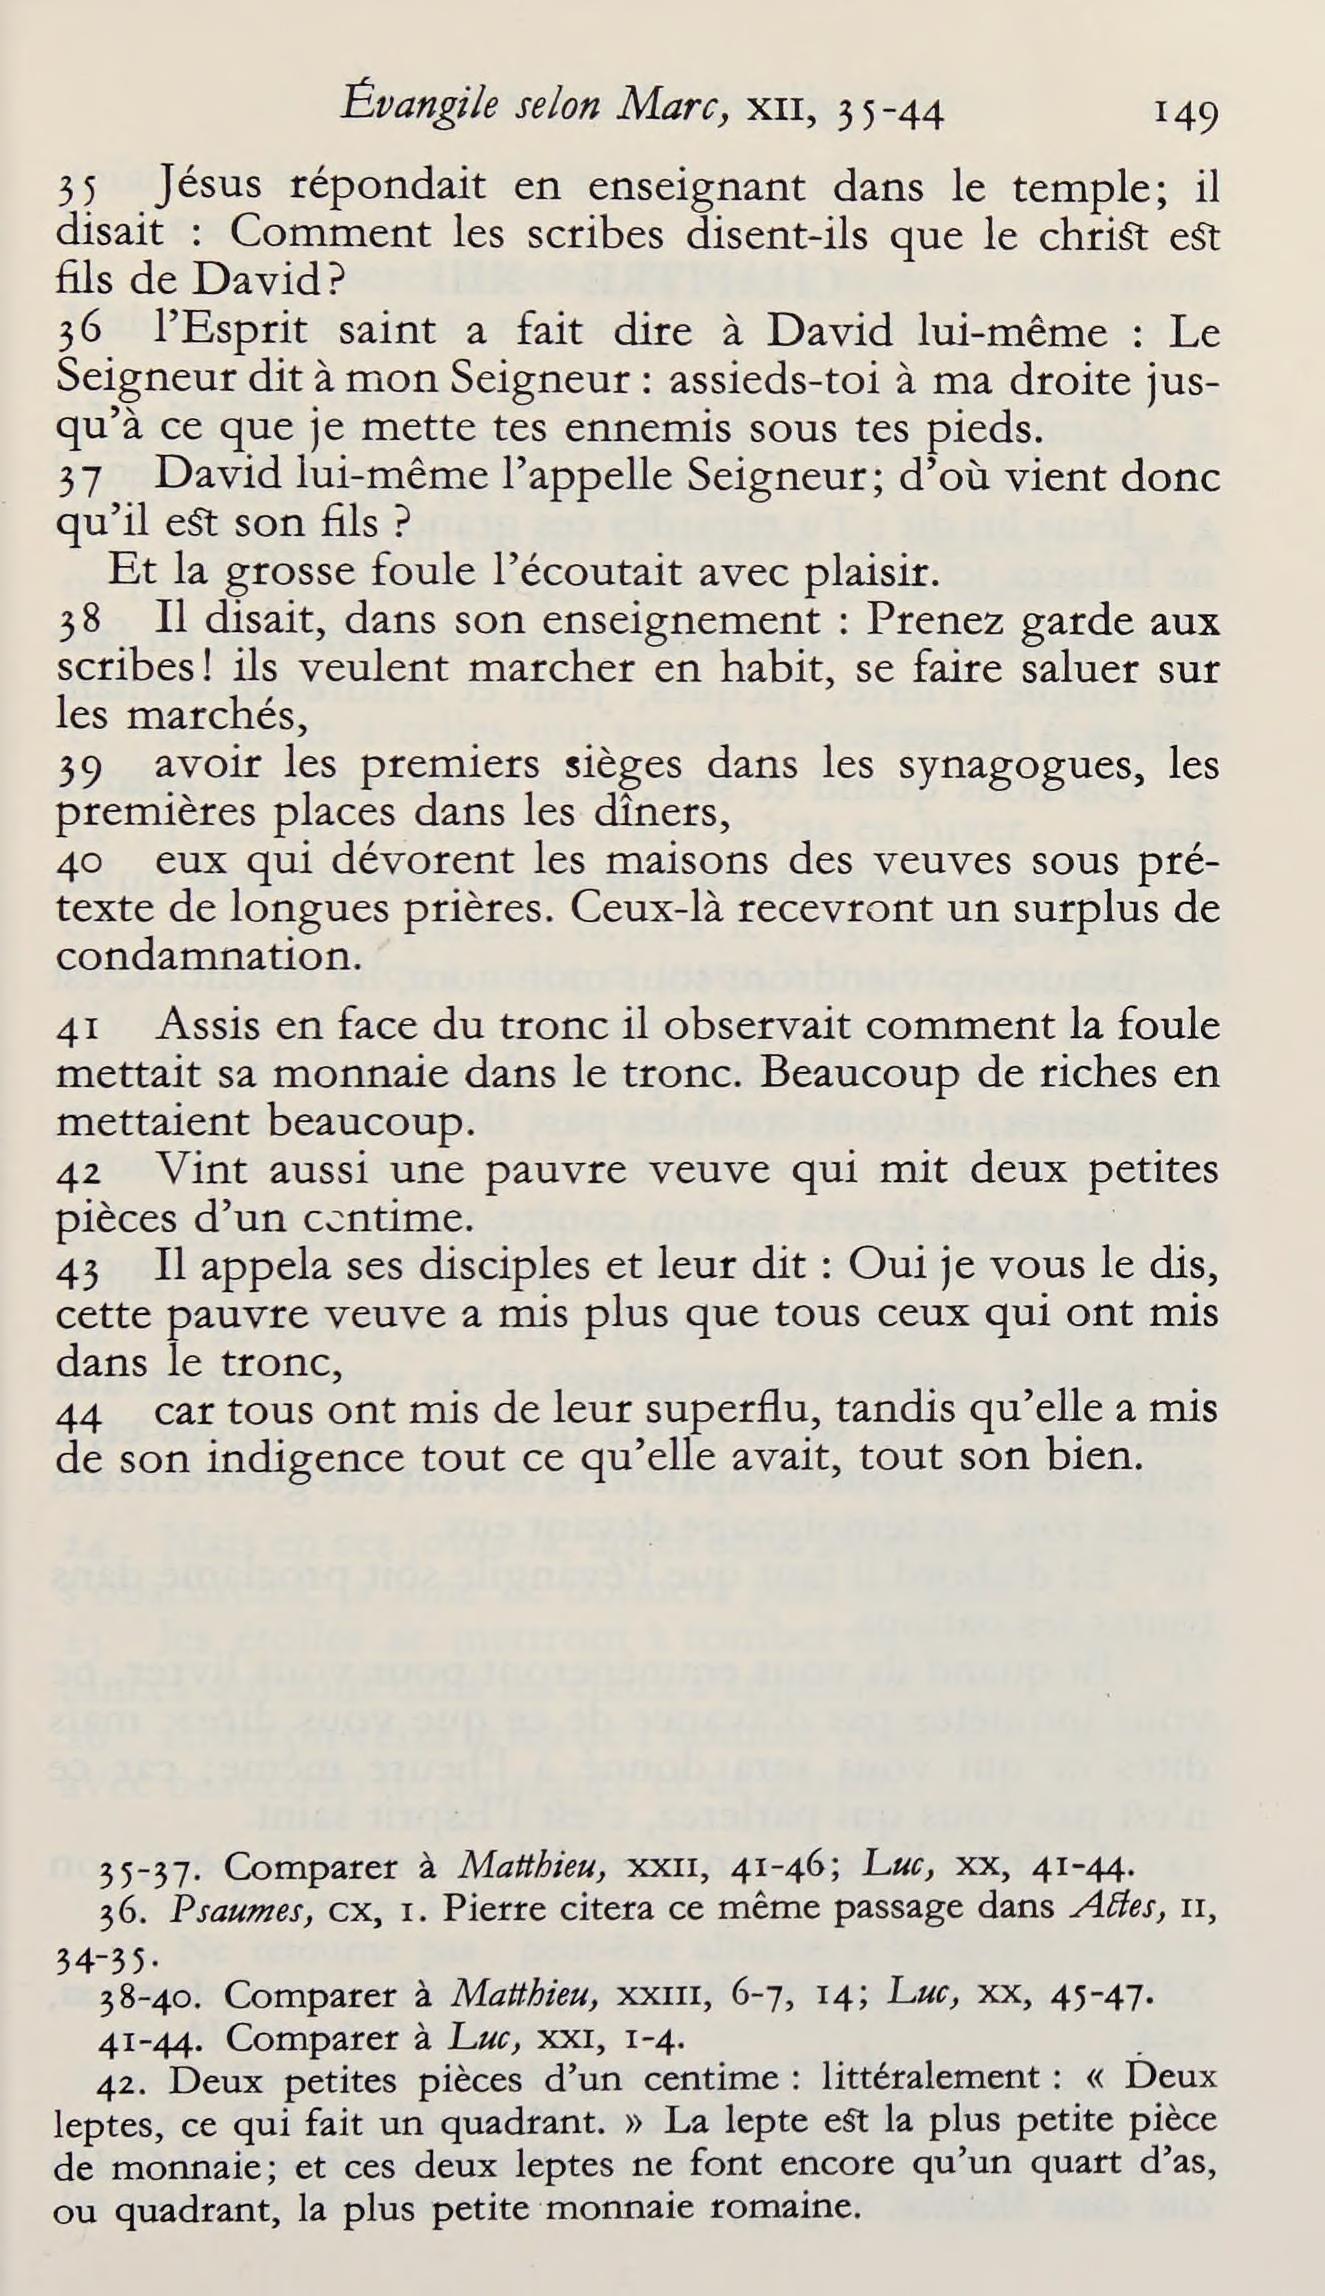 Évangile selon Marc, XII, 35-44 149
35 Jésus répondait en enseignant dans le temple; il
disait : Comment les scribes disent-ils que le christ est
fils de David?
36 l’Esprit saint a fait dire à David lui-même : Le
Seigneur dit à mon Seigneur : assieds-toi à ma droite jus-
qu’à ce que je mette tes ennemis sous tes pieds.
37 David lui-même l’appelle Seigneur; d’où vient donc
qu’il est son fils ?
Et la grosse foule l’écoutait avec plaisir.
38 Il disait, dans son enseignement : Prenez garde aux
scribes! ils veulent marcher en habit, se faire saluer sur
les marchés,
39 avoir les premiers sièges dans les synagogues, les
premières places dans les dîners,
40 eux qui dévorent les maisons des veuves sous pré-
texte de longues prières. Ceux-là recevront un surplus de
condamnation.
41 Assis en face du tronc il observait comment la foule
mettait sa monnaie dans le tronc. Beaucoup de riches en
mettaient beaucoup.
42 Vint aussi une pauvre veuve qui mit deux petites
pièces d’un centime.
43 Il appela ses disciples et leur dit : Oui je vous le dis,
cette pauvre veuve a mis plus que tous ceux qui ont mis
dans le tronc,
44 car tous ont mis de leur superflu, tandis qu’elle a mis
de son indigence tout ce qu’elle avait, tout son bien.
35-37. Comparer à Matthieu, XXII, 41-46; Luc, XX, 41-44.
36. Psaumes, CX, 1. Pierre citera ce même passage dans Actes, II,
34-35.
38-40. Comparer à Matthieu, XXIII, 6-7, 14; Luc, XX, 45-47.
41-44. Comparer à Luc, XXI, 1-4.
42. Deux petites pièces d’un centime : littéralement : « Deux
leptes, ce qui fait un quadrant. » La lepte est la plus petite pièce
de monnaie; et ces deux leptes ne font encore qu’un quart d’as,
ou quadrant, la plus petite monnaie romaine.